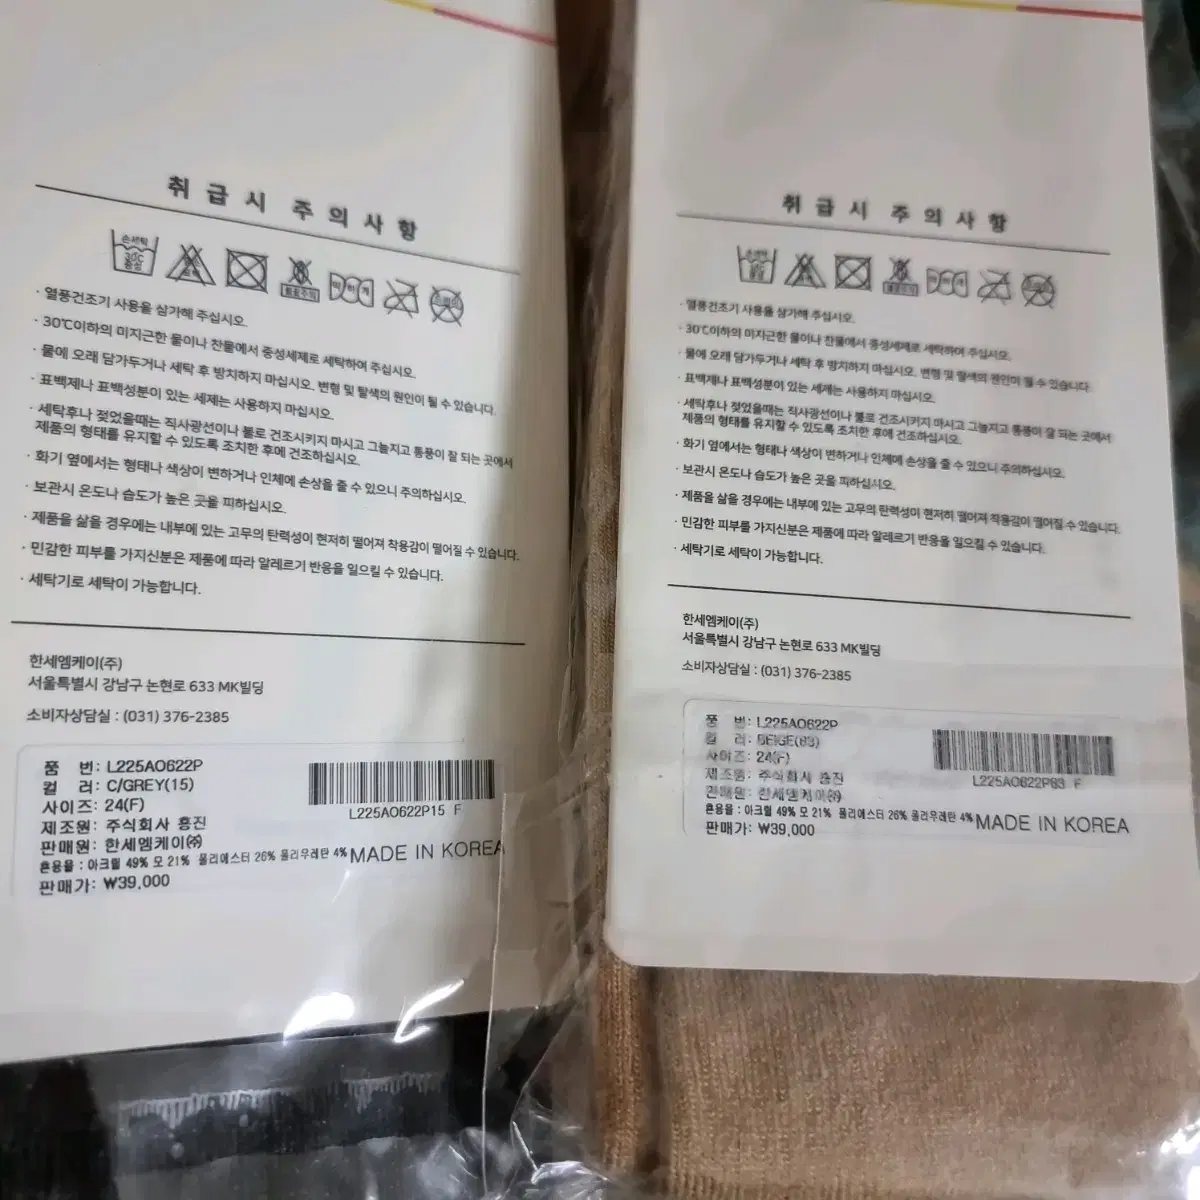 취급시 주의사항
손세탁
30℃
중성
약하게
· 열풍건조기 사용을 삼가해 주십시오.
· 30℃이하의 미지근한 물이나 찬물에서 중성세제로 세탁하여 주십시오.
· 물에 오래 담가두거나 세탁 후 방치하지 마십시오. 변형 및 탈색의 원인이 될 수 있습니다.
· 표백제나 표백성분이 있는 세제는 사용하지 마십시오.
· 세탁후나 젖었을때는 직사광선이나 불로 건조시키지 마시고 그늘지고 통풍이 잘 되는 곳에서
제품의 형태를 유지할 수 있도록 조치한 후에 건조하십시오.
· 화기 옆에서는 형태나 색상이 변하거나 인체에 손상을 줄 수 있으니 주의하십시오.
· 보관시 온도나 습도가 높은 곳을 피하십시오.
· 제품을 삶을 경우에는 내부에 있는 고무의 탄력성이 현저히 떨어져 착용감이 떨어질 수 있습니다.
· 민감한 피부를 가지신분은 제품에 따라 알레르기 반응을 일으킬 수 있습니다.
· 세탁기로 세탁이 가능합니다.
한세엠케이(주)
서울특별시 강남구 논현로 633 MK빌딩
소비자상담실 : (031) 376-2385
품 번: L225AO622P
컬 러: C/GREY(15)
사이즈: 24(F)
제조원: 주식회사 흥진
판매원: 한세엠케이㈜
혼용율 : 아크릴 49% 모 21% 폴리에스터 26% 폴리우레탄 4%
판매가: ₩39,000
L225AO622P15 F
MADE IN KOREA
취급시 주의사항
손세탁
약하게
· 열풍건조기 사용을 삼가해 주십시오.
· 30℃이하의 미지근한 물이나 찬물에서 중성세제로 세탁하여 주십시오.
· 물에 오래 담가두거나 세탁 후 방치하지 마십시오. 변형 및 탈색의 원인이 될 수 있습니다.
· 표백제나 표백성분이 있는 세제는 사용하지 마십시오.
· 세탁후나 젖었을때는 직사광선이나 불로 건조시키지 마시고 그늘지고 통풍이 잘 되는 곳에서
제품의 형태를 유지할 수 있도록 조치한 후에 건조하십시오.
· 화기 옆에서는 형태나 색상이 변하거나 인체에 손상을 줄 수 있으니 주의하십시오.
· 보관시 온도나 습도가 높은 곳을 피하십시오.
· 제품을 삶을 경우에는 내부에 있는 고무의 탄력성이 현저히 떨어져 착용감이 떨어질 수 있습니다.
· 민감한 피부를 가지신분은 제품에 따라 알레르기 반응을 일으킬 수 있습니다.
· 세탁기로 세탁이 가능합니다.
한세엠케이(주)
서울특별시 강남구 논현로 633 MK빌딩
소비자상담실 : (031) 376-2385
품 번: L225AO622P
컬 러: BEIGE(83)
사이즈: 24(F)
제조원: 주식회사 흥진
판매원: 한세엠케이㈜
혼용율 : 아크릴 49% 모 21% 폴리에스터 26% 폴리우레탄 4%
판매가: ₩39,000
L225AO622P83 F
MADE IN KOREA